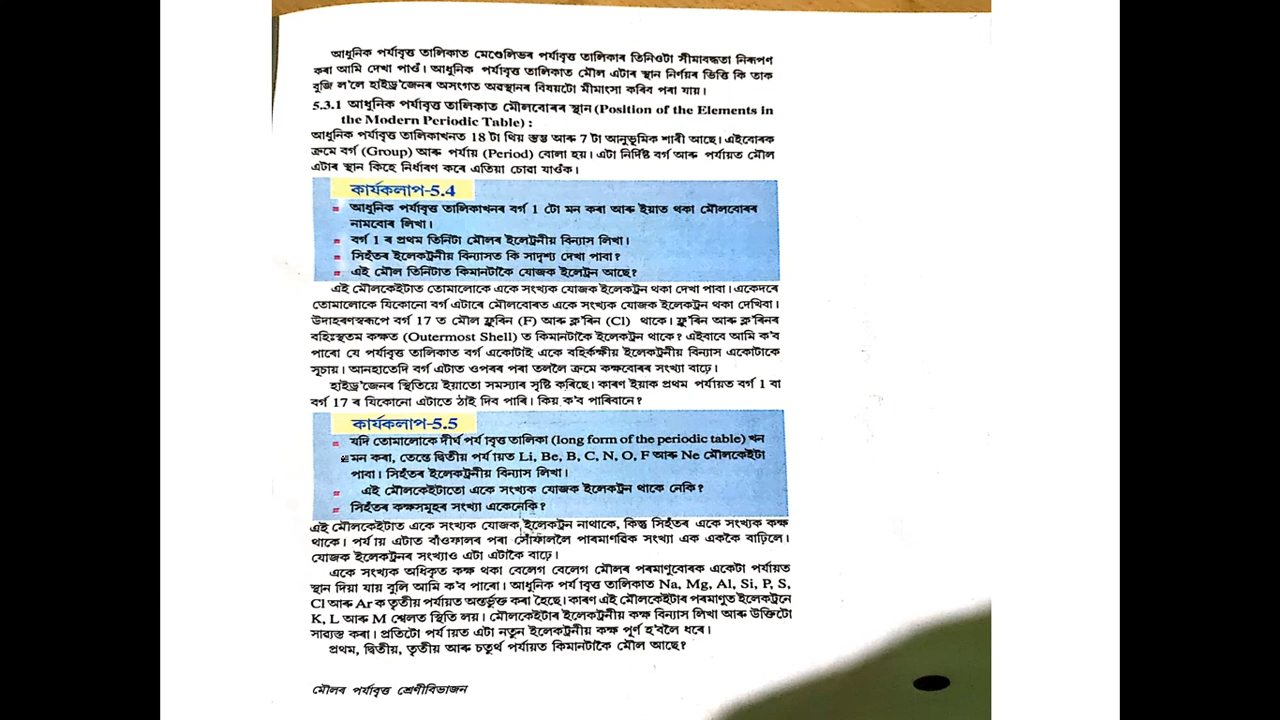 আধুনিক পৰ্যাবৃত্ত তালিকাত মেণ্ডেলিভৰ পৰ্যাবৃত্ত তালিকাৰ তিনিওটা সীমাবদ্ধতা নিৰূপণ
কৰা আমি দেখা পাওঁ। আধুনিক পৰ্যাবৃত্ত তালিকাত মৌল এটাৰ স্থান নিৰ্ণয়ৰ ভিত্তি কি তাক
বুজি ল'লে হাইড্ৰ'জেনৰ অসংগত অৱস্থানৰ বিষয়টো মীমাংসা কৰিব পৰা যায়।
5.3.1 আধুনিক পৰ্যাবৃত্ত তালিকাত মৌলবোৰৰ স্থান (Position of the Elements in
the Modern Periodic Table) :
আধুনিক পৰ্যাবৃত্ত তালিকাখনত 18 টা থিয় স্তম্ভ আৰু 7 টা আনুভূমিক শাৰী আছে। এইবোৰক
ক্ৰমে বৰ্গ (Group) আৰু পৰ্যায় (Period) বোলা হয়। এটা নিৰ্দিষ্ট বৰ্গ আৰু পৰ্যায়ত মৌল
এটাৰ স্থান কিহে নিৰ্ধাৰণ কৰে এতিয়া চোৱা যাওঁক।
কাৰ্যকলাপ-5.4
আধুনিক পৰ্যাবৃত্ত তালিকাখনৰ বৰ্গ 1 টো মন কৰা আৰু ইয়াত থকা মৌলবোৰৰ
নামবোৰ লিখা।
বৰ্গ 1 ৰ প্ৰথম তিনিটা মৌলৰ ইলেট্ৰনীয় বিন্যাস লিখা।
সিহঁতৰ ইলেকট্ৰনীয় বিন্যাসত কি সাদৃশ্য দেখা পাবা?
এই মৌল তিনিটাত কিমানটাকৈ যোজক ইলেট্ৰন আছে?
এই মৌলকেইটাত তোমালোকে একে সংখ্যক যোজক ইলেকট্ৰন থকা দেখা পাবা। একেদৰে
তোমালোকে যিকোনো বৰ্গ এটাৰে মৌলবোৰত একে সংখ্যক যোজক ইলেকট্ৰন থকা দেখিবা।
উদাহৰণস্বৰূপে বৰ্গ 17 ত মৌল ফ্লুৰিন (F) আৰু ক্ল'ৰিন (Cl) থাকে। ফ্লু'ৰিন আৰু ক্ল'ৰিনৰ
বহিঃস্থতম কক্ষত (Outermost Shell) ত কিমানটাকৈ ইলেকট্ৰন থাকে? এইবাবে আমি ক'ব
পাৰো যে পৰ্যাবৃত্ত তালিকাত বৰ্গ একোটাই একে বহিৰ্কক্ষীয় ইলেকট্ৰনীয় বিন্যাস একোটাকে
সূচায়। আনহাতেদি বৰ্গ এটাত ওপৰৰ পৰা তললৈ ক্ৰমে কক্ষবোৰৰ সংখ্যা বাঢ়ে।
হাইড্ৰ'জেনৰ স্থিতিয়ে ইয়াতো সমস্যাৰ সৃষ্টি কৰিছে। কাৰণ ইয়াক প্ৰথম পৰ্যায়ত বৰ্গ 1 বা
বৰ্গ 17 ৰ যিকোনো এটাতে ঠাই দিব পাৰি। কিয় ক'ব পাৰিবানে?
কাৰ্যকলাপ-5.5
যদি তোমালোকে দীৰ্ঘ পৰ্যাবৃত্ত তালিকা (long form of the periodic table) খন
মন কৰা, তেন্তে দ্বিতীয় পৰ্যায়ত Li, Be, B, C, N, O, F আৰু Ne মৌলকেইটা
পাবা। সিহঁতৰ ইলেকট্ৰনীয় বিন্যাস লিখা।
এই মৌলকেইটাতো একে সংখ্যক যোজক ইলেকট্ৰন থাকে নেকি?
সিহঁতৰ কক্ষসমূহৰ সংখ্যা একেনেকি?
এই মৌলকেইটাত একে সংখ্যক যোজক ইলেকট্ৰন নাথাকে, কিন্তু সিহঁতৰ একে সংখ্যক কক্ষ
থাকে। পৰ্যায় এটাত বাঁওফালৰ পৰা সোঁফাললৈ পাৰমাণৱিক সংখ্যা এক এককৈ বাঢ়িলে।
যোজক ইলেকট্ৰনৰ সংখ্যাও এটা এটাকৈ বাঢ়ে।
একে সংখ্যক অধিকৃত কক্ষ থকা বেলেগ বেলেগ মৌলৰ পৰমাণুবোৰক একেটা পৰ্যায়ত
স্থান দিয়া যায় বুলি আমি ক'ব পাৰো। আধুনিক পৰ্যাবৃত্ত তালিকাত Na, Mg, Al, Si, P, S,
Cl আৰু Ar ক তৃতীয় পৰ্যায়ত অন্তৰ্ভুক্ত কৰা হৈছে। কাৰণ এই মৌলকেইটাৰ পৰমাণুত ইলেকট্ৰনে
K, L আৰু M শ্বেলত স্থিতি লয়। মৌলকেইটাৰ ইলেকট্ৰনীয় কক্ষ বিন্যাস লিখা আৰু উক্তিটো
সাব্যস্ত কৰা। প্ৰতিটো পৰ্যায়ত এটা নতুন ইলেকট্ৰনীয় কক্ষ পূৰ্ণ হ'বলৈ ধৰে।
প্ৰথম, দ্বিতীয়, তৃতীয় আৰু চতুৰ্থ পৰ্যায়ত কিমানটাকৈ মৌল আছে?
মৌলৰ পৰ্যাবৃত্ত শ্ৰেণীবিভাজন